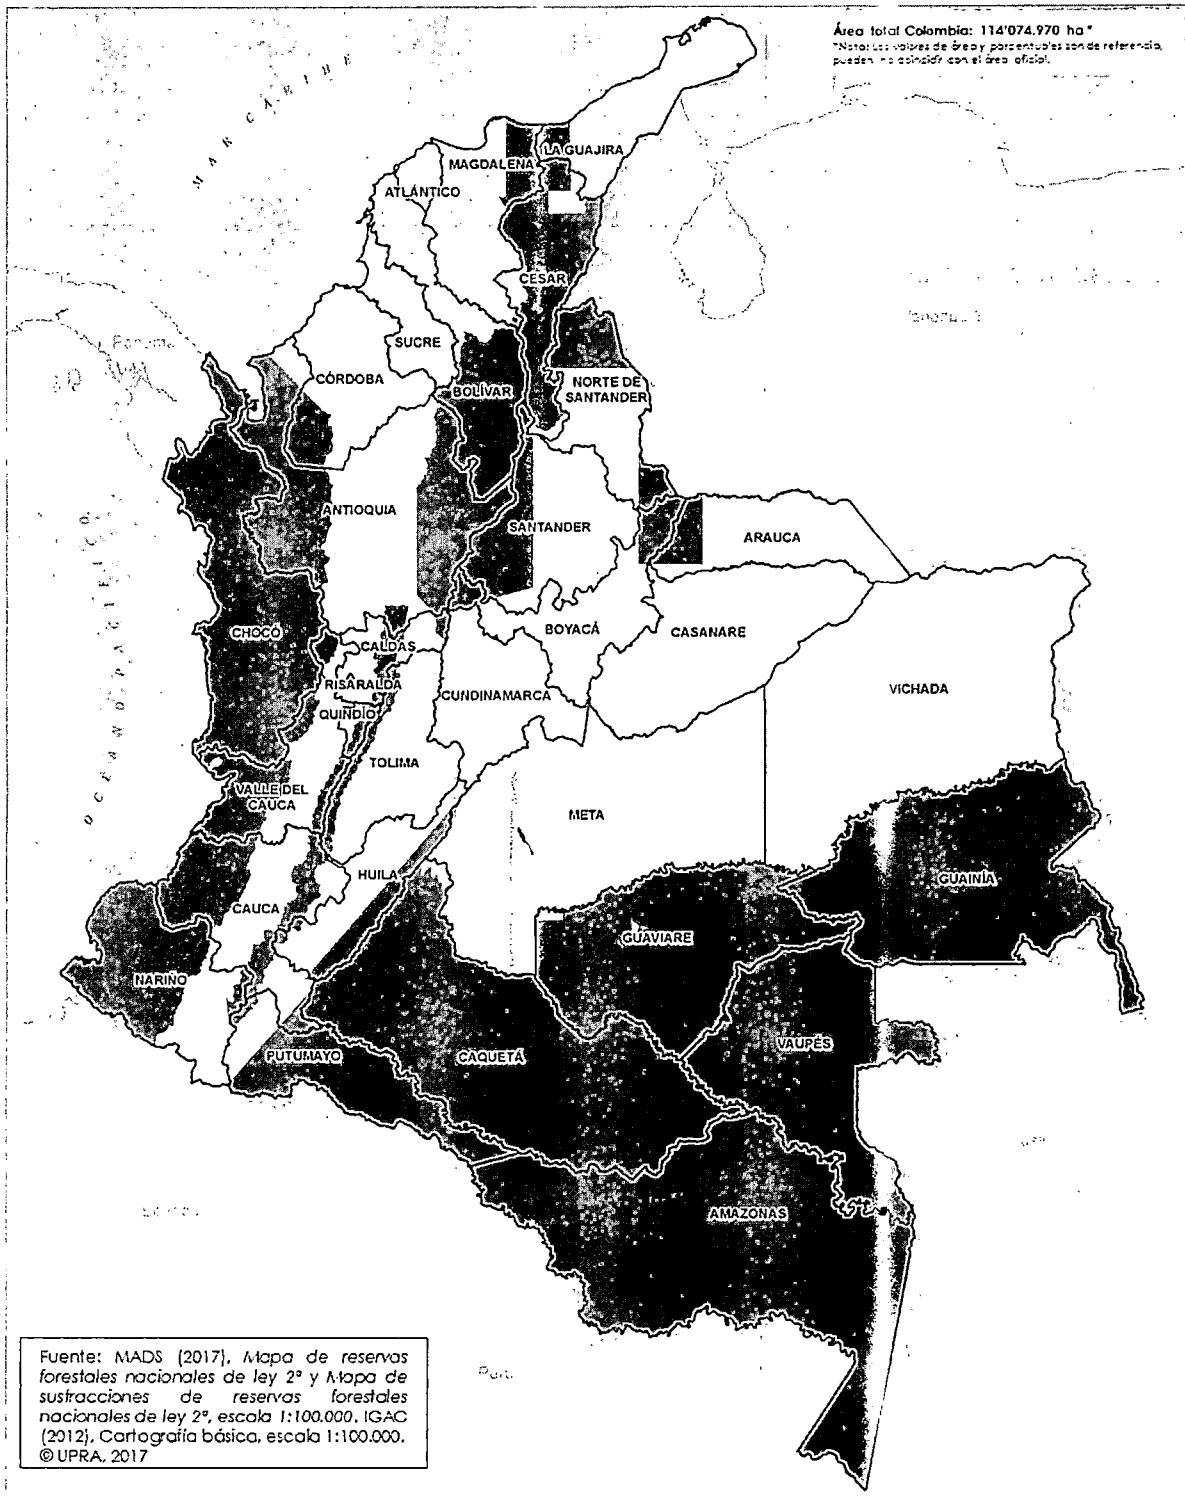 Área total Colombia: 114'074.970 ha*
*Nota: Los valores de área y porcentuales son de referencia,
pueden no coincidir con el área oficial.
MAR CARIBE
LA GUAJIRA
MAGDALENA
ATLÁNTICO
CESAR
Panamá
SUCRE
CÓRDOBA
BOLÍVAR
NORTE DE
SANTANDER
ANTIOQUIA
SANTANDER
ARAUCA
OCÉANO PACÍFICO
CHOCÓ
BOYACÁ
CASANARE
CALDAS
RISARALDA
CUNDINAMARCA
VICHADA
QUINDÍO
TOLIMA
VALLE DEL
CAUCA
META
HUILA
GUAINÍA
CAUCA
GUAVIARE
NARIÑO
VAUPÉS
PUTUMAYO
CAQUETÁ
AMAZONAS
Perú
Fuente: MADS (2017), Mapa de reservas
forestales nacionales de ley 2ª y Mapa de
sustracciones de reservas forestales
nacionales de ley 2ª, escala 1:100.000. IGAC
(2012), Cartografía básica, escala 1:100.000.
© UPRA, 2017